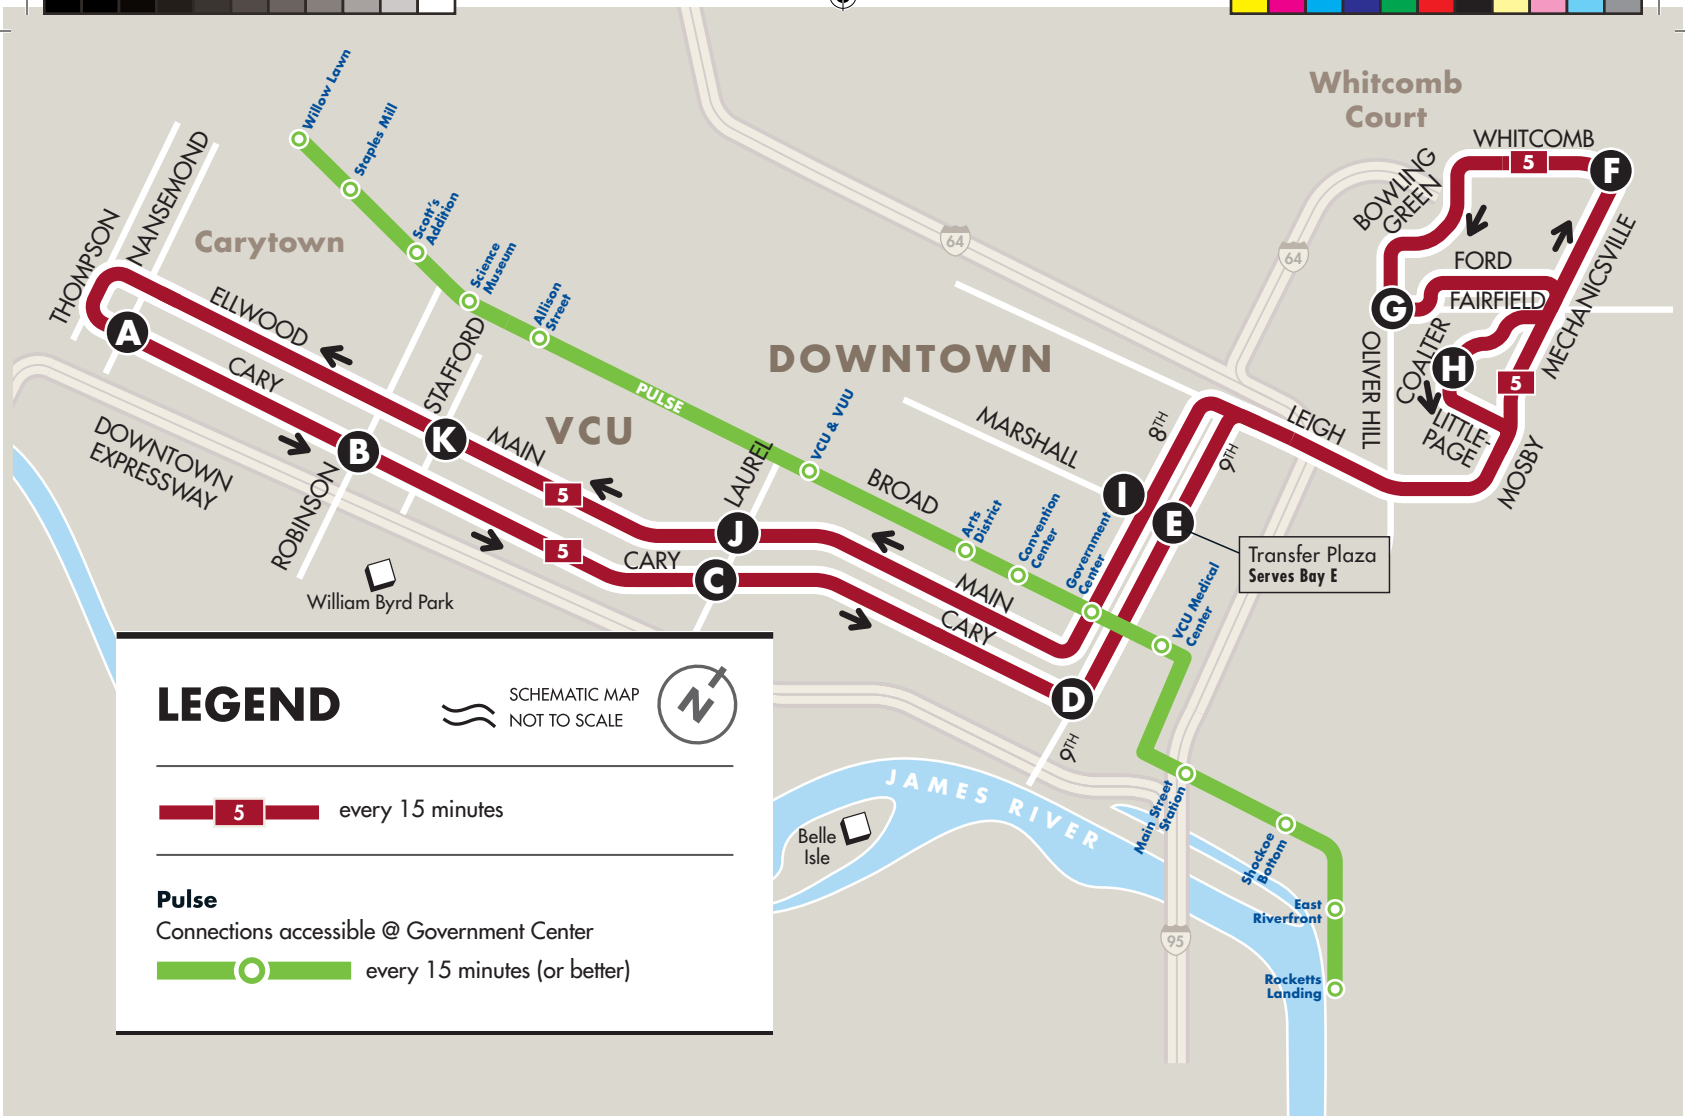 Whitcomb
Court
WHITCOMB
5
F
BOWLING
GREEN
FORD
FAIRFIELD
MECHANICSVILLE
G
OLIVER HILL
COALTER
H
5
LITTLE-
PAGE
MOSBY
LEIGH
64
64
Willow Lawn
Staples Mill
Scott's
Addition
Science
Museum
Allison
Street
PULSE
VCU & VUU
Arts
District
Convention
Center
Government
Center
VCU Medical
Center
Main Street
Station
Shockoe
Bottom
East
Riverfront
Rocketts
Landing
THOMPSON
NANSEMOND
Carytown
A
ELLWOOD
CARY
DOWNTOWN
EXPRESSWAY
STAFFORD
B
K
ROBINSON
MAIN
VCU
5
5
LAUREL
J
CARY
C
BROAD
DOWNTOWN
MARSHALL
8TH
9TH
I
E
Transfer Plaza
Serves Bay E
MAIN
CARY
D
9TH
William Byrd Park
JAMES RIVER
Belle
Isle
95
LEGEND
SCHEMATIC MAP
NOT TO SCALE
N
5
every 15 minutes
Pulse
Connections accessible @ Government Center
every 15 minutes (or better)